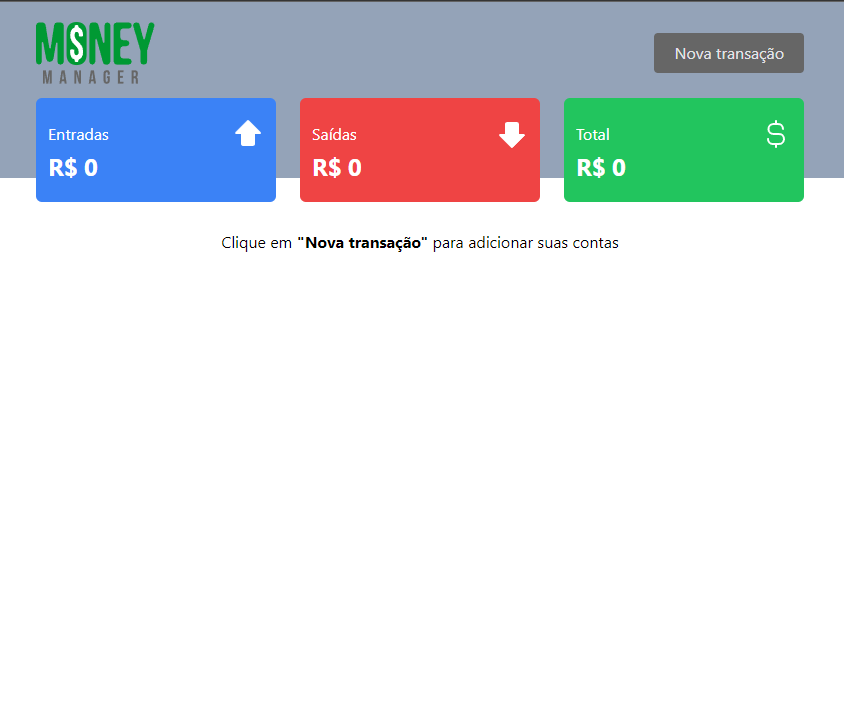 M$NEY
MANAGER
Nova transação
Entradas
R$ 0
Saídas
R$ 0
Total
$
R$ 0
Clique em "Nova transação" para adicionar suas contas